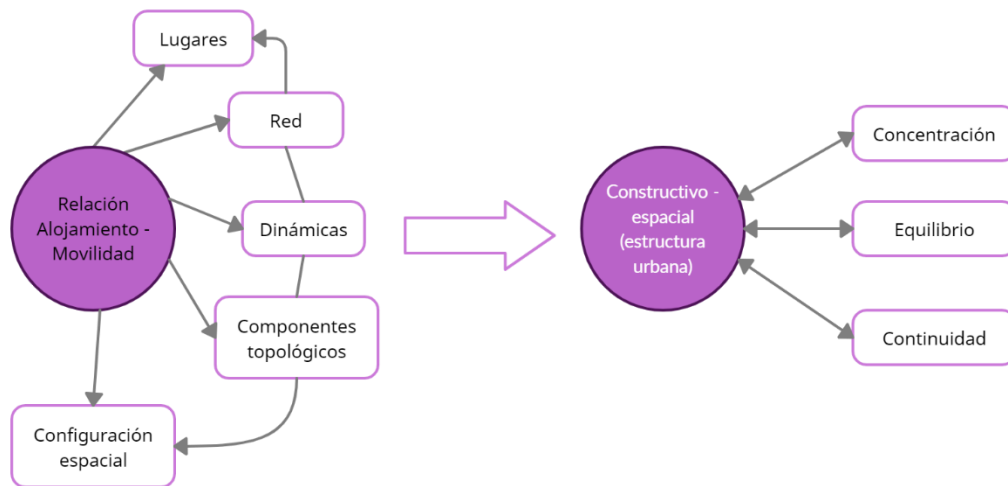 Lugares
Red
Relación
Alojamiento -
Movilidad
Dinámicas
Componentes
topológicos
Configuración
espacial
Constructivo -
espacial
(estructura
urbana)
Concentración
Equilibrio
Continuidad